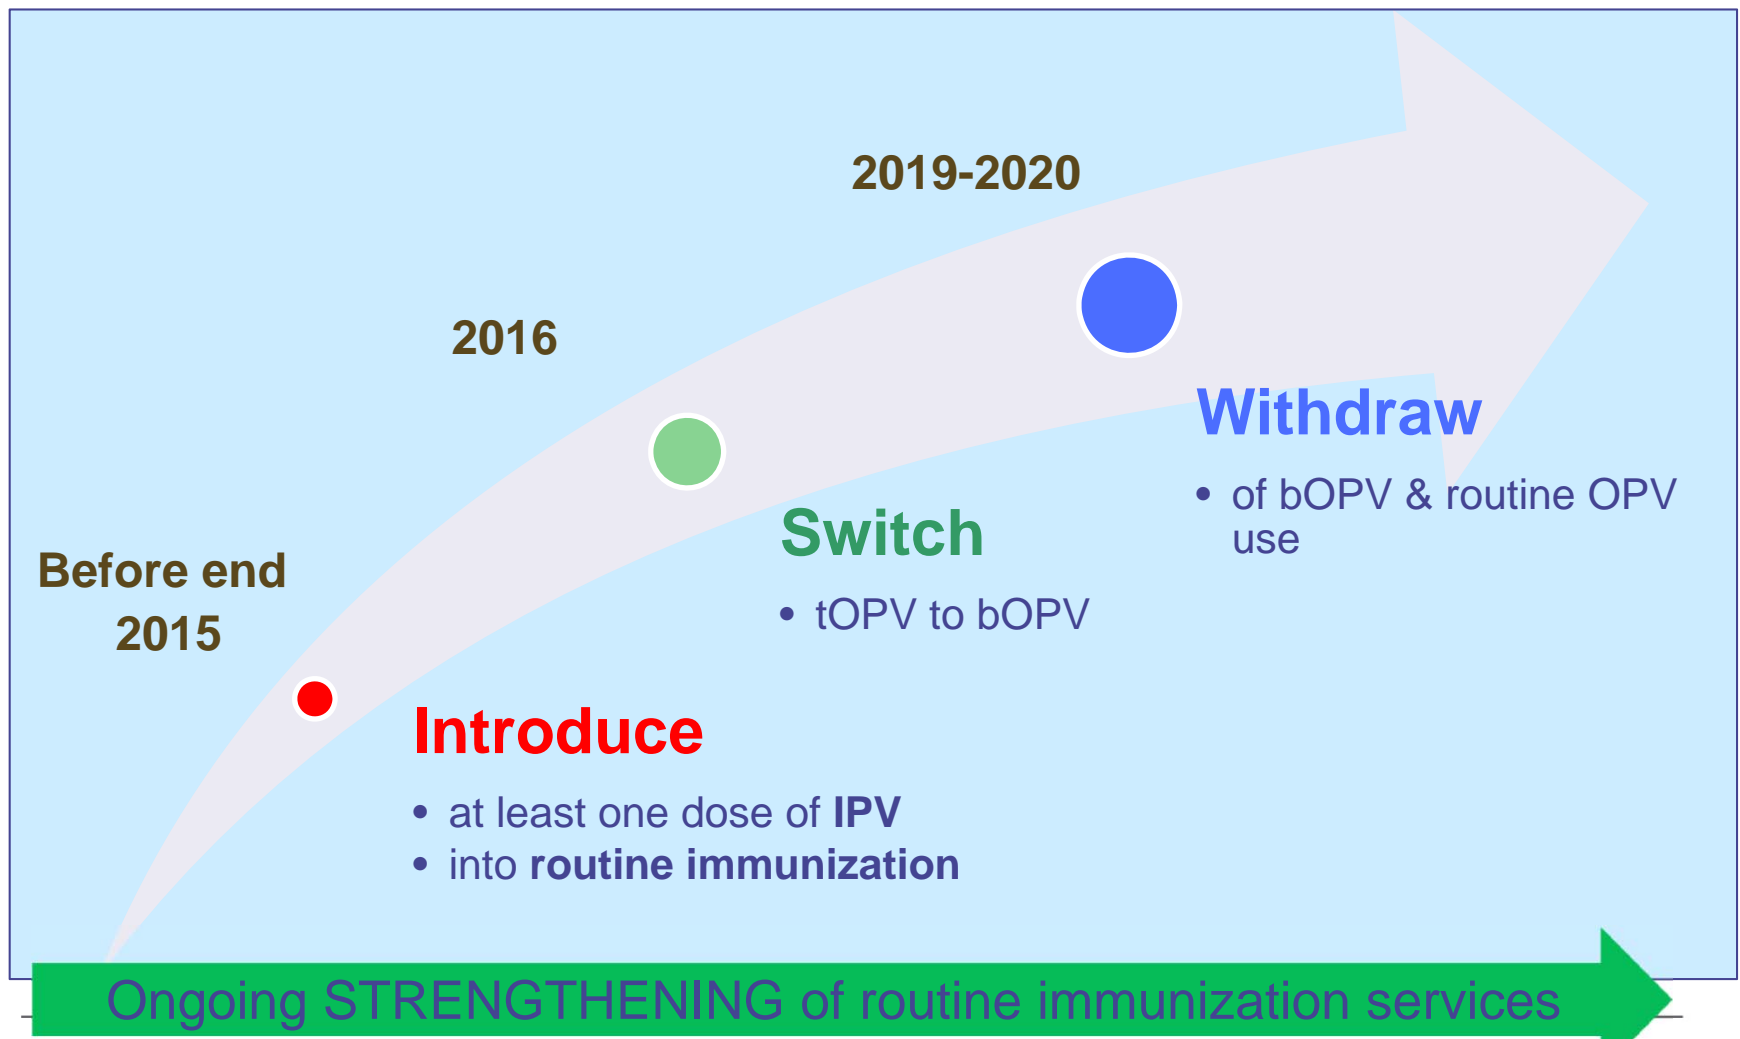 2019-2020
2016
Before end
2015
Withdraw
• of bOPV & routine OPV
use
Switch
• tOPV to bOPV
Introduce
• at least one dose of IPV
• into routine immunization
Ongoing STRENGTHENING of routine immunization services